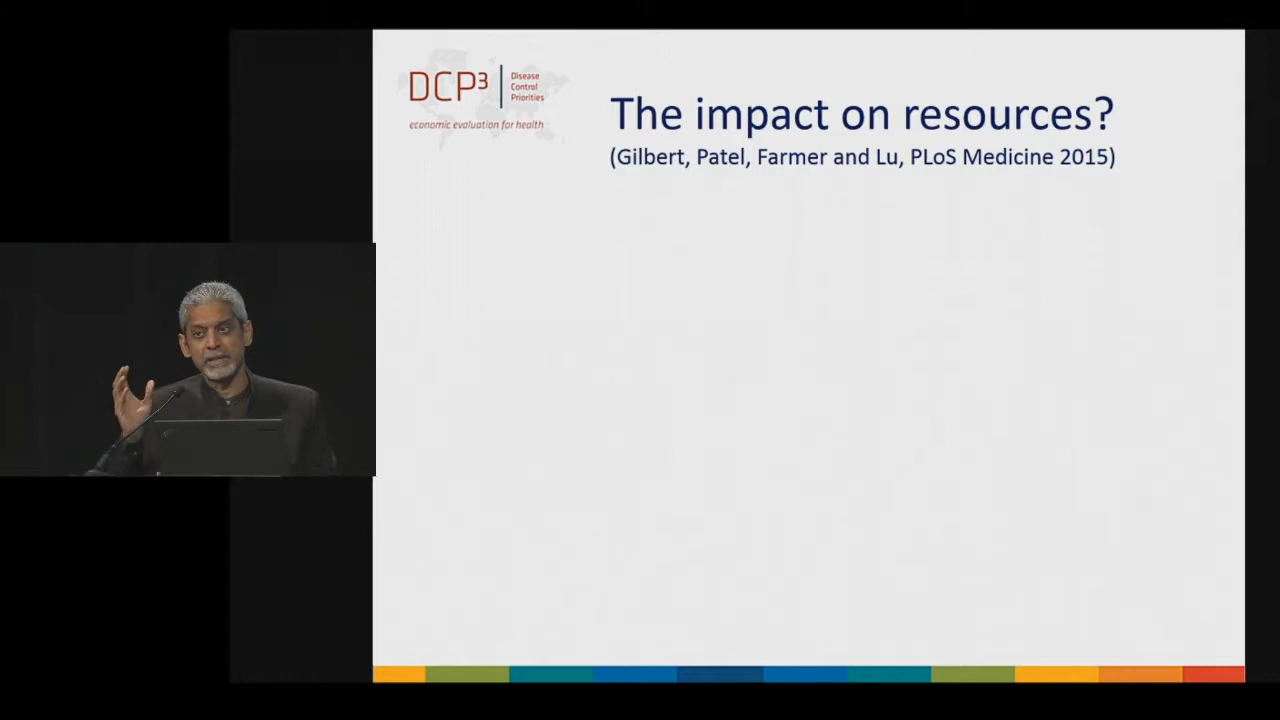 DCP³
Disease
Control
Priorities
economic evaluation for health
The impact on resources?
(Gilbert, Patel, Farmer and Lu, PLoS Medicine 2015)